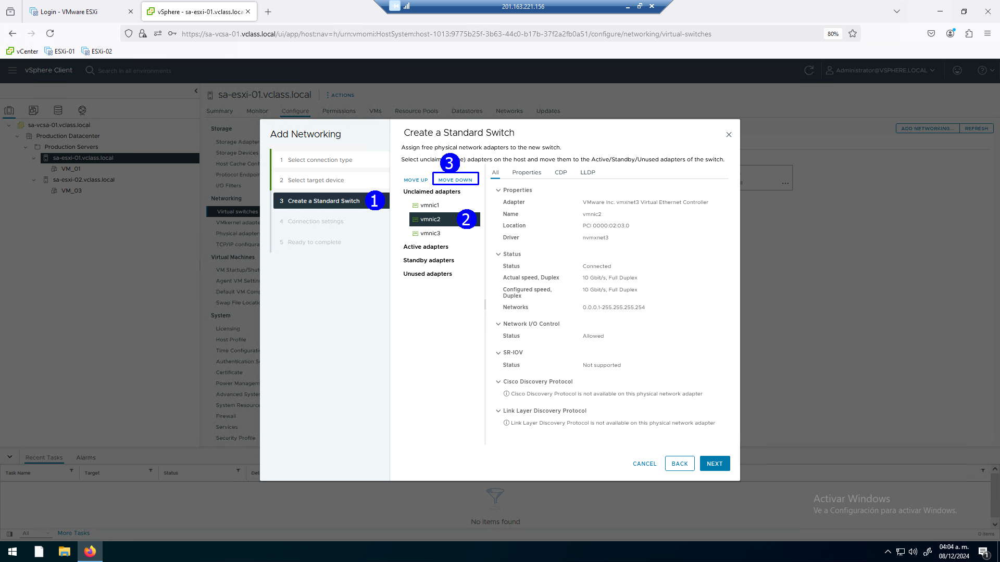 Login - VMware ESXi
vSphere - sa-esxi-01.vclass.loca
201.163.221.156
https://sa-vcsa-01.vclass.local/ui/app/host;nav=h/urn:vmomi:HostSystem:host-1013:9775b25f-3b63-44c0-b17b-37f2a2fb0a51/configure/networking/virtual-switches
80%
vCenter
ESXi-01
ESXi-02
vSphere Client
Search in all environments
Administrator@VSPHERE.LOCAL
sa-esxi-01.vclass.local
ACTIONS
Summary
Monitor
Configure
Permissions
VMs
Resource Pools
Datastores
Networks
Updates
sa-vcsa-01.vclass.local
Production Datacenter
Production Servers
sa-esxi-01.vclass.local
VM_01
sa-esxi-02.vclass.local
VM_03
Storage
Storage Adapter
Storage Devices
Host Cache Conf
Protocol Endpoin
I/O Filters
Networking
Virtual switches
VMkernel adapte
Physical adapters
TCP/IP configura
Virtual Machines
VM Startup/Shut
Agent VM Settin
Default VM Comp
Swap File Locatio
System
Licensing
Host Profile
Time Configuratio
Authentication Se
Certificate
Power Managem
Advanced System
System Resource
Firewall
Services
Security Profile
ADD NETWORKING...
REFRESH
Add Networking
1 Select connection type
2 Select target device
3 Create a Standard Switch
1
4 Connection settings
5 Ready to complete
Create a Standard Switch
Assign free physical network adapters to the new switch.
Select unclaim e) adapters on the host and move them to the Active/Standby/Unused adapters of the switch.
3
MOVE UP
MOVE DOWN
Unclaimed adapters
vmnic1
vmnic2
2
vmnic3
Active adapters
Standby adapters
Unused adapters
All
Properties
CDP
LLDP
Properties
Adapter VMware Inc. vmxnet3 Virtual Ethernet Controller
Name vmnic2
Location PCI 0000:02:03.0
Driver nvmxnet3
Status
Status Connected
Actual speed, Duplex 10 Gbit/s, Full Duplex
Configured speed, 10 Gbit/s, Full Duplex
Duplex
Networks 0.0.0.1-255.255.255.254
Network I/O Control
Status Allowed
SR-IOV
Status Not supported
Cisco Discovery Protocol
Cisco Discovery Protocol is not available on this physical network adapter
Link Layer Discovery Protocol
Link Layer Discovery Protocol is not available on this physical network adapter
CANCEL
BACK
NEXT
Recent Tasks
Alarms
Task Name
Target
Status
Det
No items found
Activar Windows
Ve a Configuración para activar Windows.
All
More Tasks
0 items
04:04 a. m.
08/12/2024
1